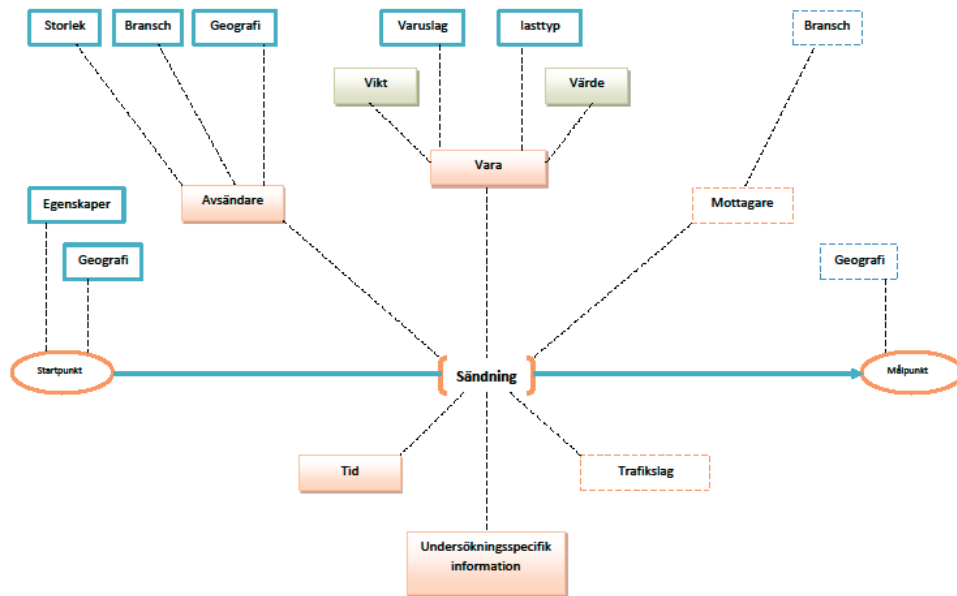 Storlek
Bransch
Geografi
Varuslag
lasttyp
Bransch
Vikt
Värde
Vara
Avsändare
Egenskaper
Mottagare
Geografi
Geografi
Startpunkt
Sändning
Målpunkt
Tid
Trafikslag
Undersökningsspecifik
information